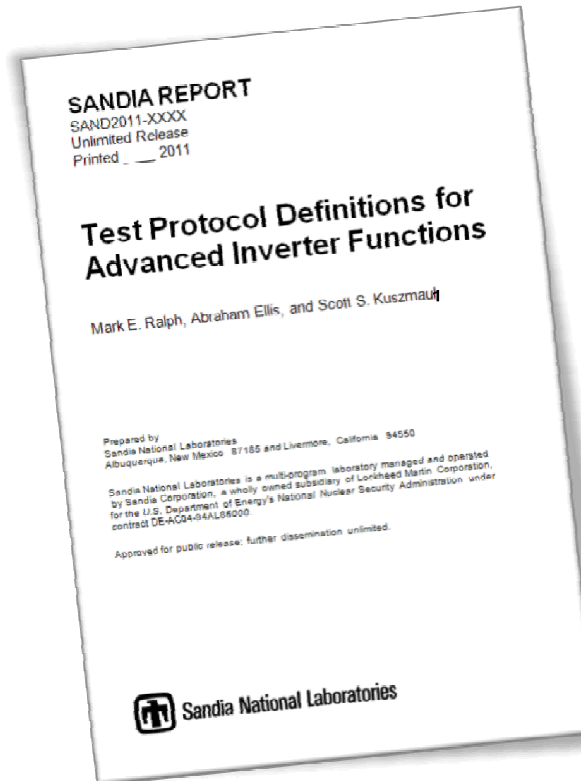 SANDIA REPORT
SAND2011-XXXX
Unlimited Release
Printed _ ___ 2011
Test Protocol Definitions for
Advanced Inverter Functions
Mark E. Ralph, Abraham Ellis, and Scott S. Kuszmaul
Prepared by
Sandia National Laboratories
Albuquerque, New Mexico 87185 and Livermore, California 94550
Sandia National Laboratories is a multi-program laboratory managed and operated
by Sandia Corporation, a wholly owned subsidiary of Lockheed Martin Corporation,
for the U.S. Department of Energy's National Nuclear Security Administration under
contract DE-AC04-94AL85000.
Approved for public release; further dissemination unlimited.
Sandia National Laboratories